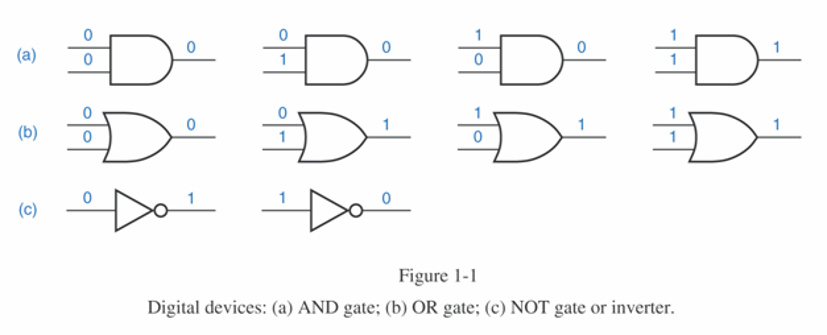 0 0 1 1
(a) 0 0 0 1
0 1 0 1
0 0 1 1
(b) 0 1 1 1
0 1 0 1
(c) 0 1 1 0
Figure 1-1
Digital devices: (a) AND gate; (b) OR gate; (c) NOT gate or inverter.